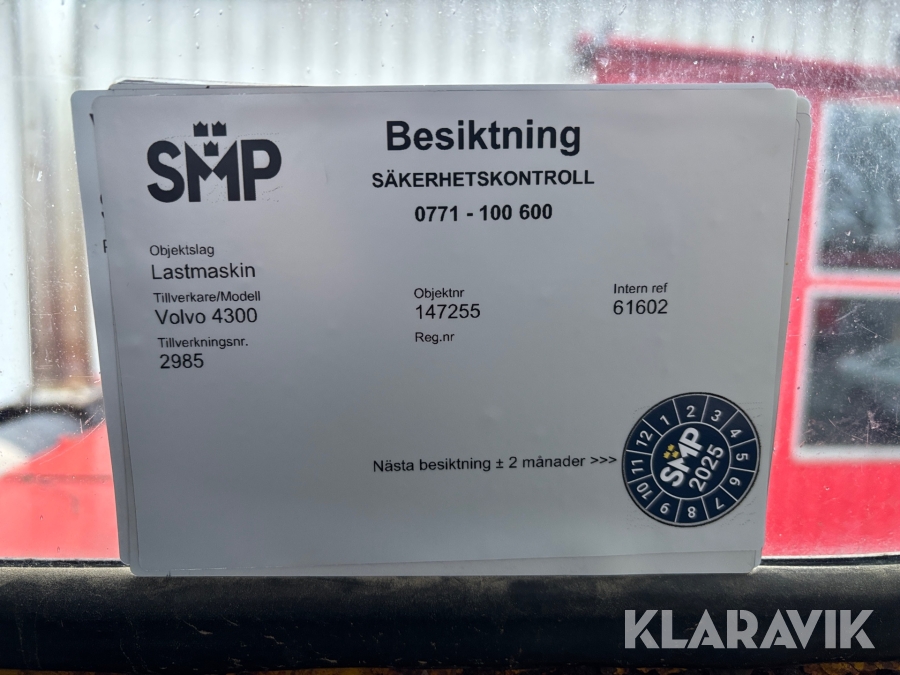 SMP
Besiktning
SÄKERHETSKONTROLL
0771 - 100 600
Objektslag
Lastmaskin
Tillverkare/Modell
Volvo 4300
Objektnr
147255
Intern ref
61602
Tillverkningsnr.
2985
Reg.nr
Nästa besiktning ± 2 månader >>>
1 2 3 4 5 6 7 8 9 10 11 12
SMP
2025
KLARAVIK